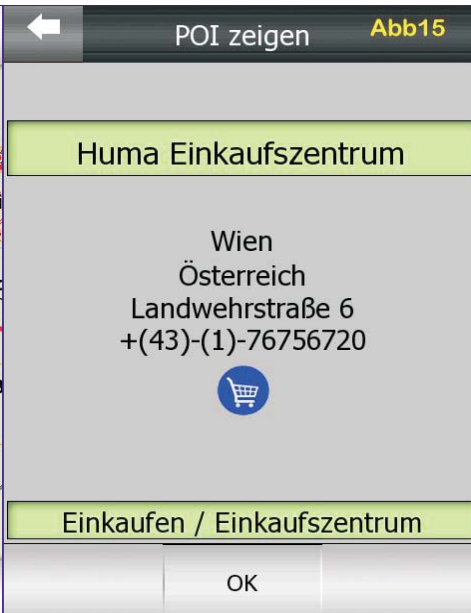 POI zeigen
Abb15
Huma Einkaufszentrum
Wien
Österreich
Landwehrstraße 6
+(43)-(1)-76756720
Einkaufen / Einkaufszentrum
OK